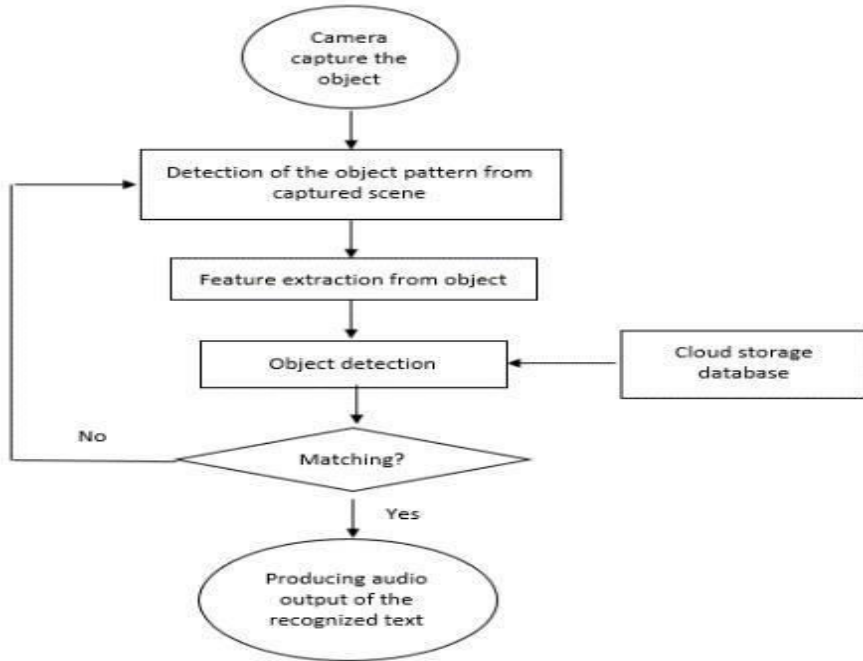 Camera
capture the
object
Detection of the object pattern from
captured scene
Feature extraction from object
Object detection
Cloud storage
database
No
Matching?
Yes
Producing audio
output of the
recognized text